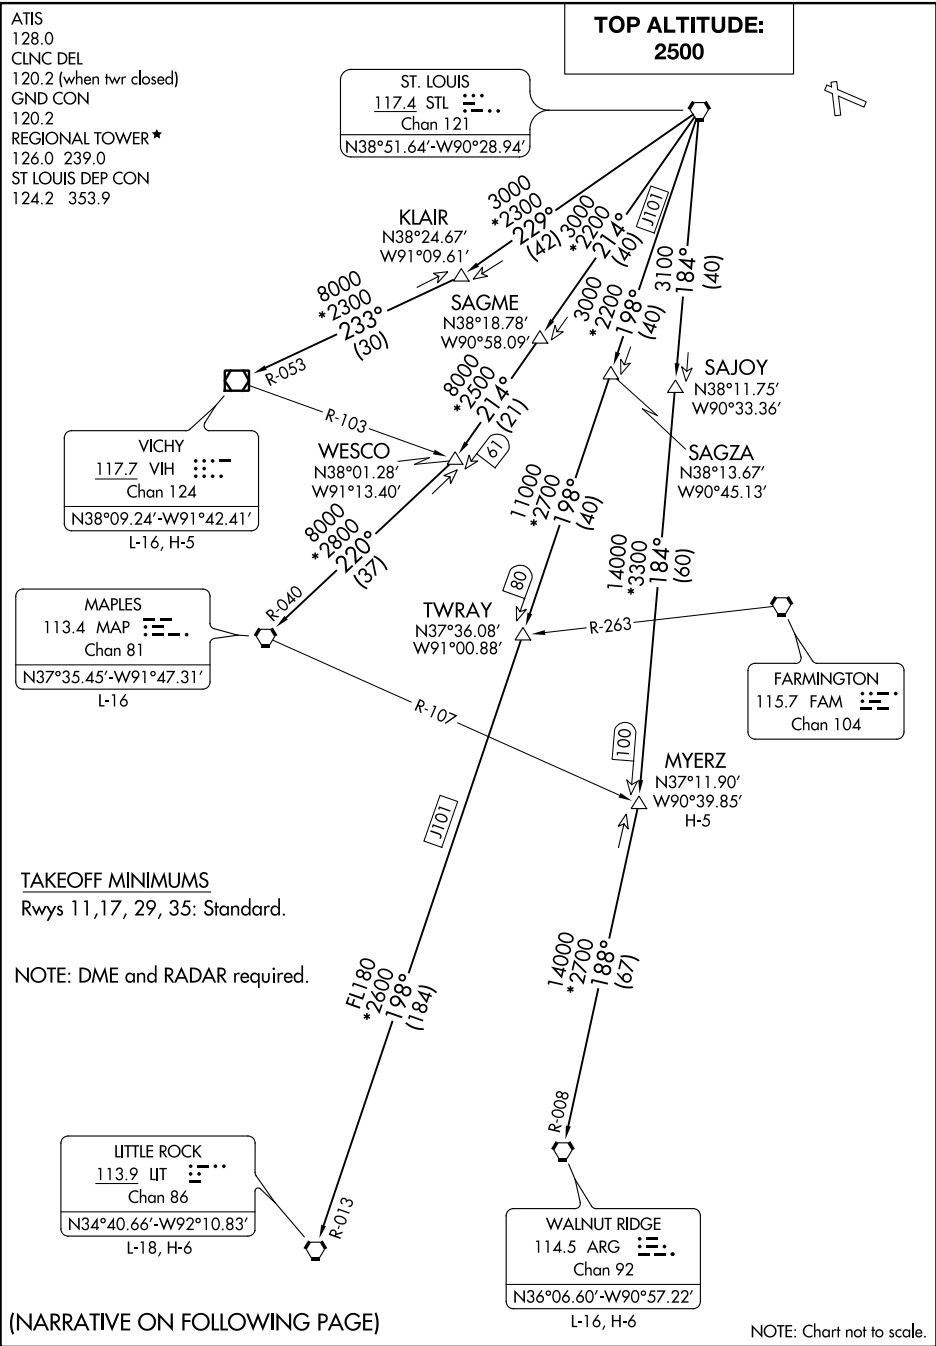 ATIS
128.0
CLNC DEL
120.2 (when twr closed)
GND CON
120.2
REGIONAL TOWER★
126.0 239.0
ST LOUIS DEP CON
124.2 353.9
TOP ALTITUDE:
2500
ST. LOUIS
117.4 STL
Chan 121
N38°51.64'-W90°28.94'
KLAIR
N38°24.67'
W91°09.61'
3000
*2300
229°
(42)
3000
*2200
214°
(40)
J101
3100
184°
(40)
8000
*2300
233°
(30)
SAGME
N38°18.78'
W90°58.09'
3000
*2200
198°
(40)
R-053
SAJOY
N38°11.75'
W90°33.36'
8000
*2500
214°
(21)
R-103
VICHY
117.7 VIH
Chan 124
N38°09.24'-W91°42.41'
L-16, H-5
WESCO
N38°01.28'
W91°13.40'
61
SAGZA
N38°13.67'
W90°45.13'
11000
*2700
198°
(40)
8000
*2800
220°
(37)
14000
*3300
184°
(60)
R-040
80
MAPLES
113.4 MAP
Chan 81
N37°35.45'-W91°47.31'
L-16
TWRAY
N37°36.08'
W91°00.88'
R-263
FARMINGTON
115.7 FAM
Chan 104
R-107
100
MYERZ
N37°11.90'
W90°39.85'
H-5
J101
TAKEOFF MINIMUMS
Rwys 11,17, 29, 35: Standard.
NOTE: DME and RADAR required.
FL180
*2600
198°
(184)
14000
*2700
188°
(67)
R-008
LITTLE ROCK
113.9 LIT
Chan 86
N34°40.66'-W92°10.83'
L-18, H-6
R-013
WALNUT RIDGE
114.5 ARG
Chan 92
N36°06.60'-W90°57.22'
L-16, H-6
(NARRATIVE ON FOLLOWING PAGE)
NOTE: Chart not to scale.